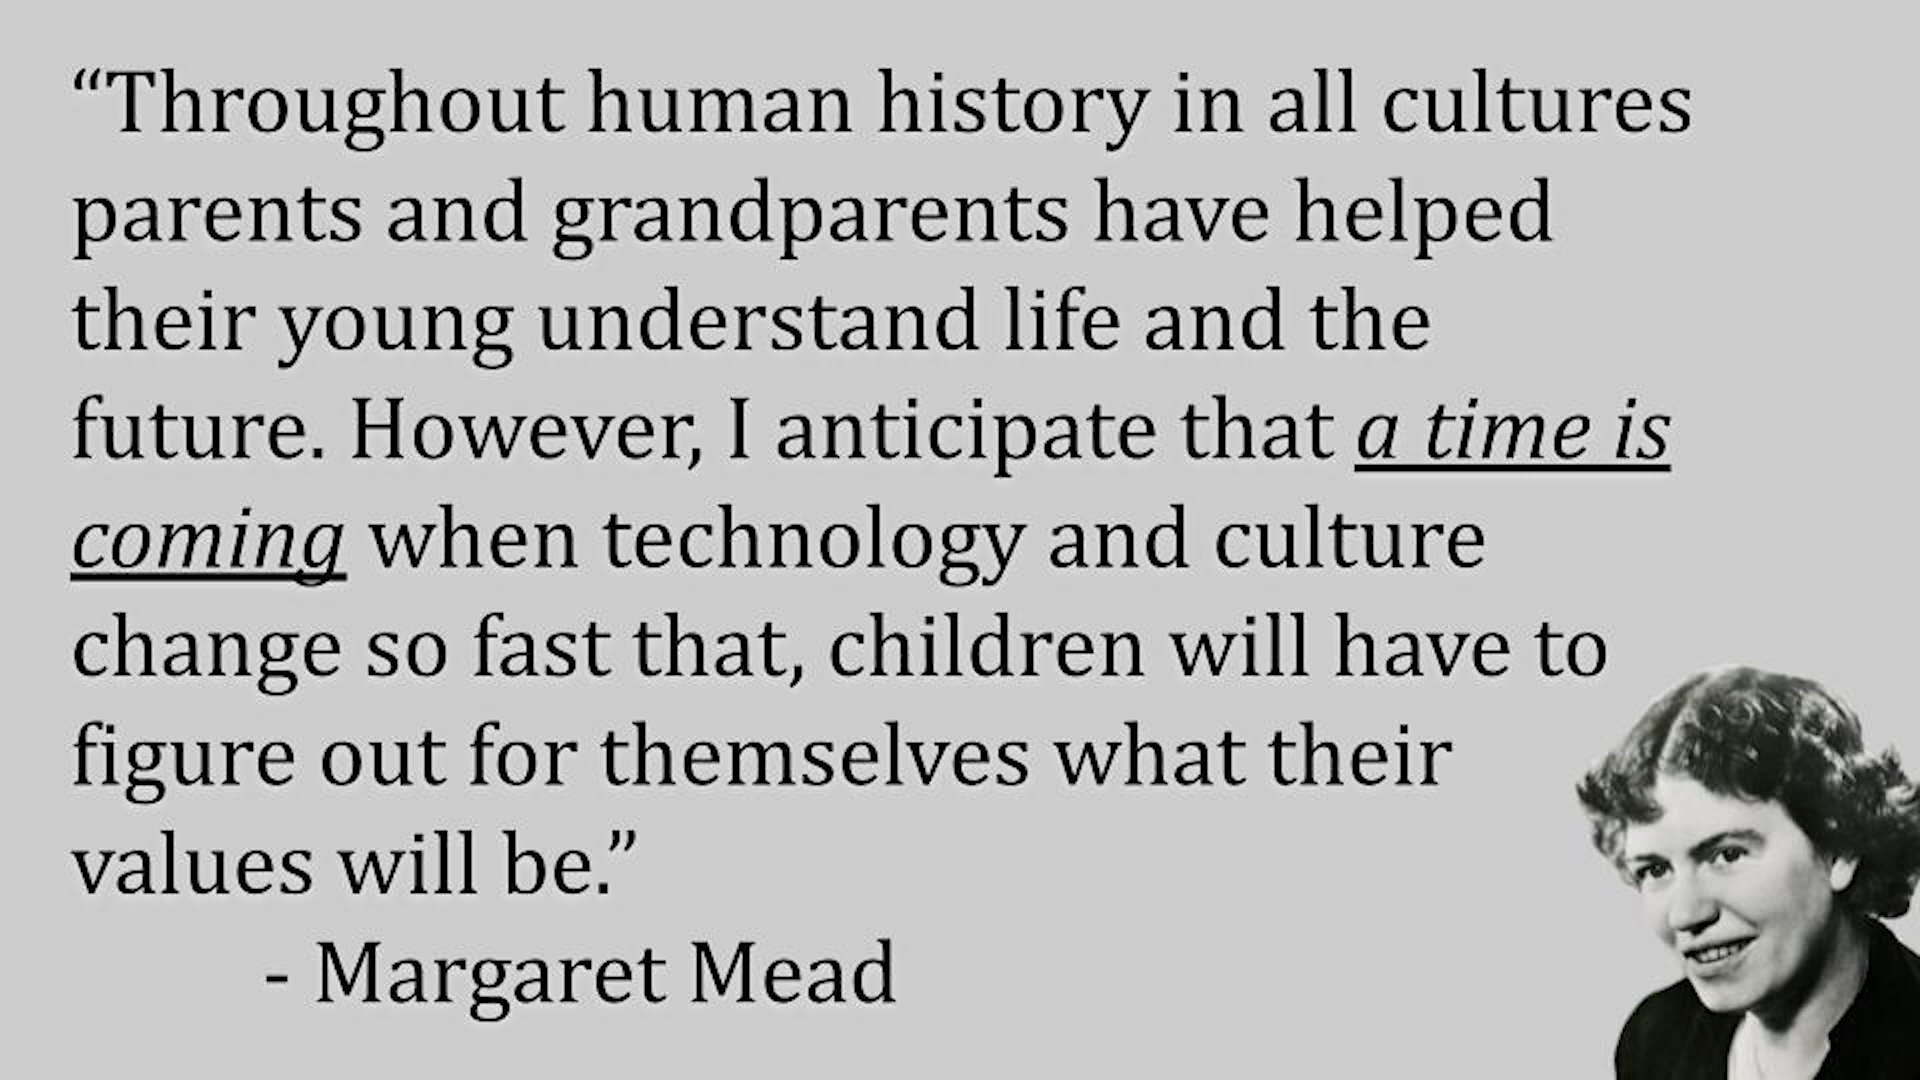 “Throughout human history in all cultures
parents and grandparents have helped
their young understand life and the
future. However, I anticipate that a time is
coming when technology and culture
change so fast that, children will have to
figure out for themselves what their
values will be.”
- Margaret Mead